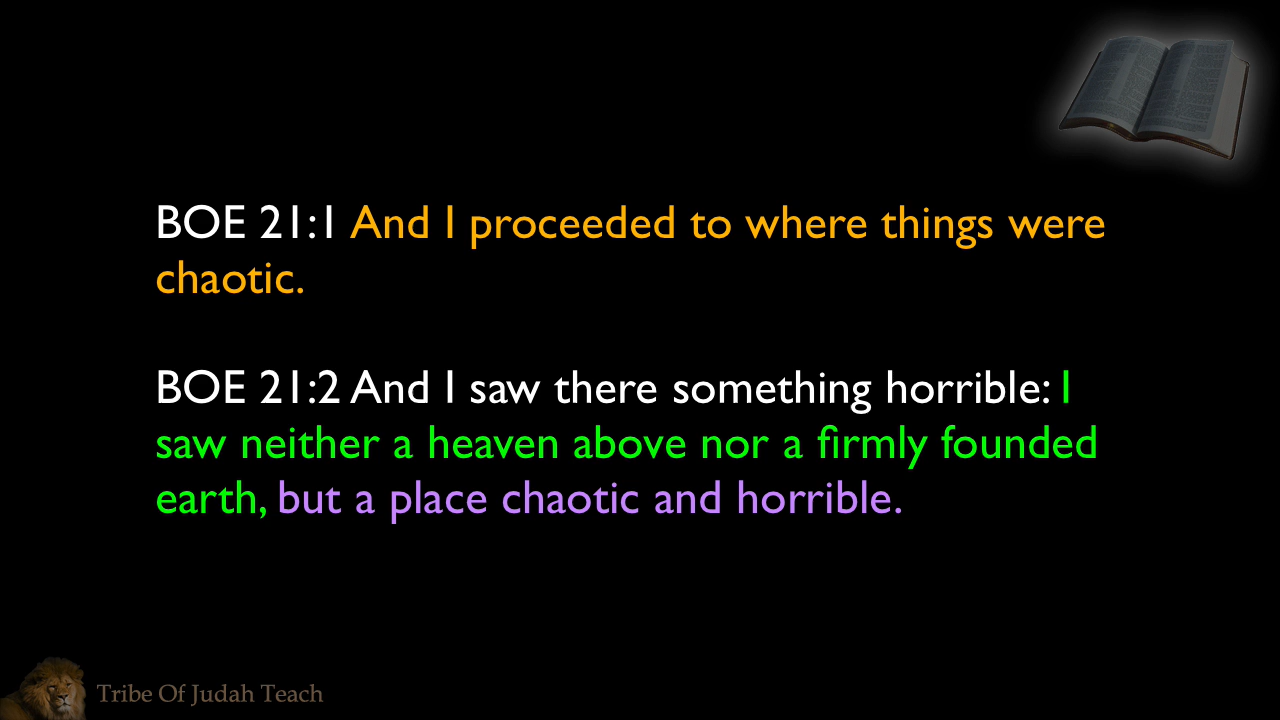 BOE 21:1 And I proceeded to where things were
chaotic.
BOE 21:2 And I saw there something horrible: I
saw neither a heaven above nor a firmly founded
earth, but a place chaotic and horrible.
Tribe Of Judah Teach